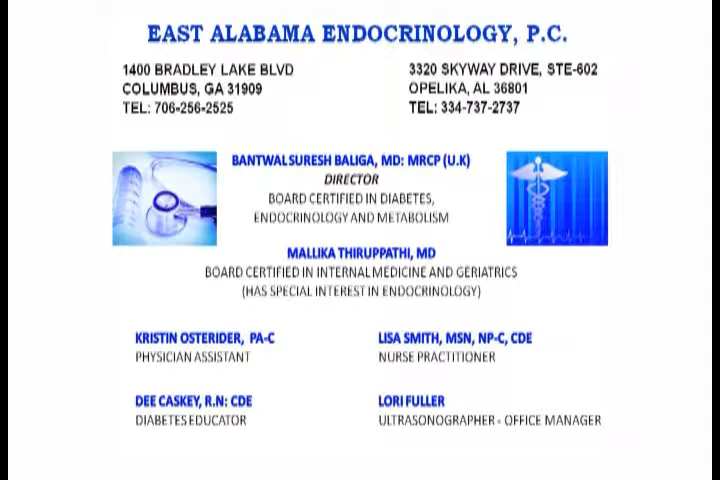 EAST ALABAMA ENDOCRINOLOGY, P.C.
1400 BRADLEY LAKE BLVD
COLUMBUS, GA 31909
TEL: 706-256-2525
3320 SKYWAY DRIVE, STE-602
OPELIKA, AL 36801
TEL: 334-737-2737
BANTWAL SURESH BALIGA, MD: MRCP (U.K)
DIRECTOR
BOARD CERTIFIED IN DIABETES,
ENDOCRINOLOGY AND METABOLISM
MALLIKA THIRUPPATHI, MD
BOARD CERTIFIED IN INTERNAL MEDICINE AND GERIATRICS
(HAS SPECIAL INTEREST IN ENDOCRINOLOGY)
KRISTIN OSTERIDER, PA-C
PHYSICIAN ASSISTANT
LISA SMITH, MSN, NP-C, CDE
NURSE PRACTITIONER
DEE CASKEY, R.N: CDE
DIABETES EDUCATOR
LORI FULLER
ULTRASONOGRAPHER - OFFICE MANAGER